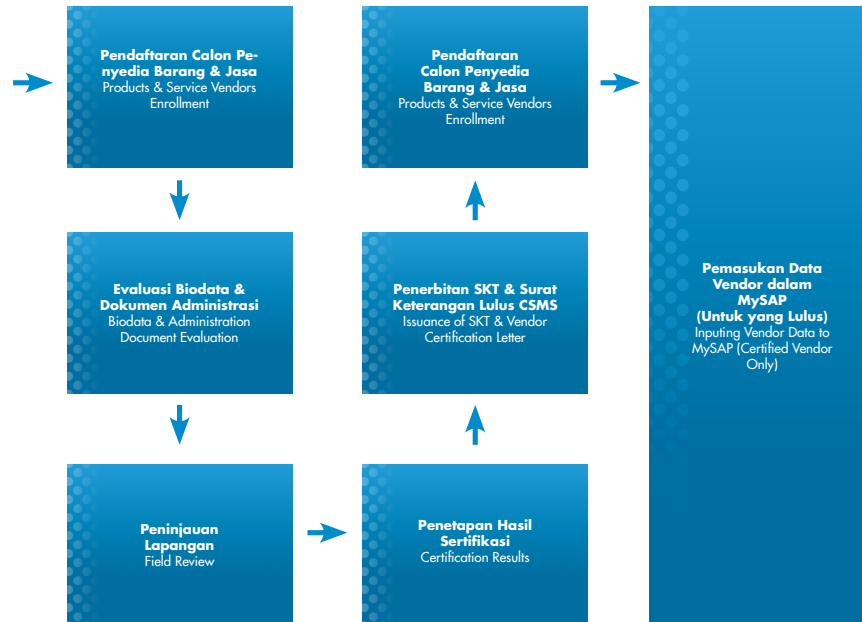 Pendaftaran Calon Pe-
nyedia Barang & Jasa
Products & Service Vendors
Enrollment
Evaluasi Biodata &
Dokumen Administrasi
Biodata & Administration
Document Evaluation
Peninjauan
Lapangan
Field Review
Penetapan Hasil
Sertifikasi
Certification Results
Penerbitan SKT & Surat
Keterangan Lulus CSMS
Issuance of SKT & Vendor
Certification Letter
Pendaftaran
Calon Penyedia
Barang & Jasa
Products & Service Vendors
Enrollment
Pemasukan Data
Vendor dalam
MySAP
(Untuk yang Lulus)
Inputing Vendor Data to
MySAP (Certified Vendor
Only)